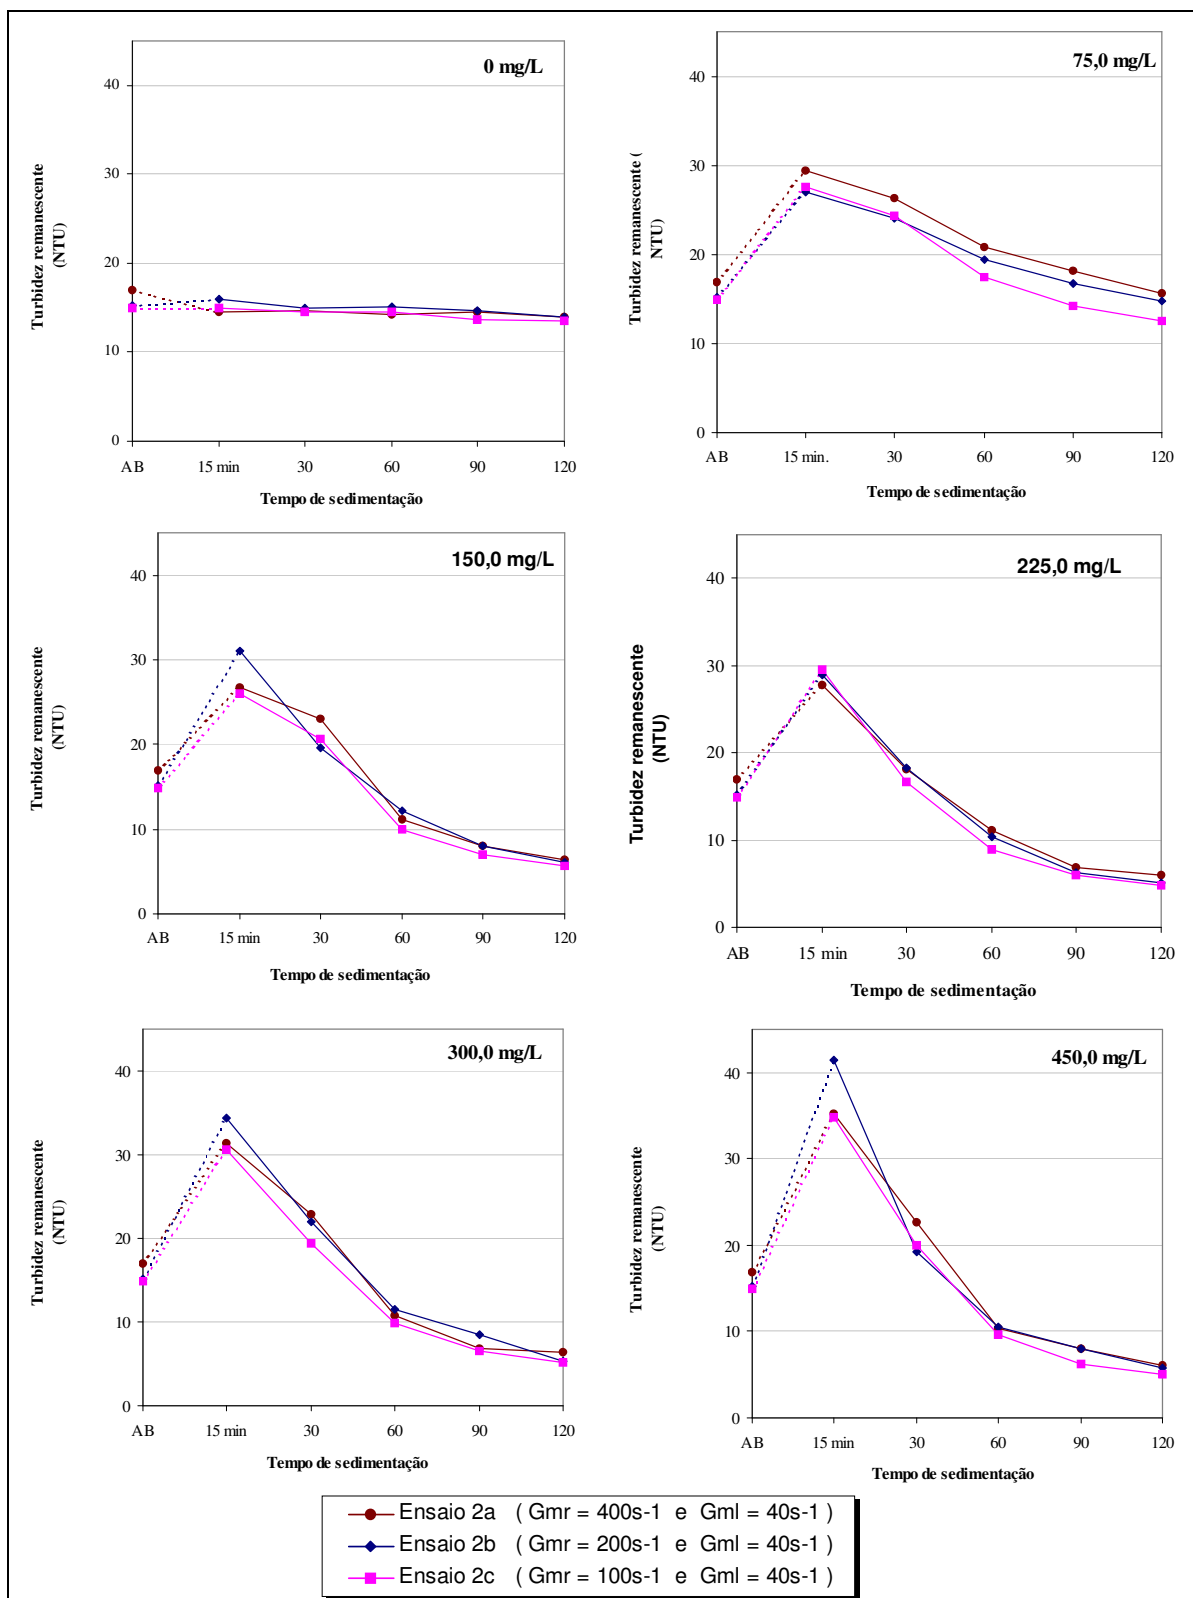 0 mg/L
Turbidez remanescente
(NTU)
40
30
20
10
0
AB 15 min 30 60 90 120
Tempo de sedimentação
75,0 mg/L
Turbidez remanescente (
NTU)
40
30
20
10
0
AB 15 min. 30 60 90 120
Tempo de sedimentação
150,0 mg/L
Turbidez remanescente
(NTU)
40
30
20
10
0
AB 15 min 30 60 90 120
Tempo de sedimentação
225,0 mg/L
Turbidez remanescente
(NTU)
40
30
20
10
0
AB 15 min 30 60 90 120
Tempo de sedimentação
300,0 mg/L
Turbidez remanescente
(NTU)
40
30
20
10
0
AB 15 min 30 60 90 120
Tempo de sedimentação
450,0 mg/L
Turbidez remanescente
(NTU)
40
30
20
10
0
AB 15 min 30 60 90 120
Tempo de sedimentação
Ensaio 2a ( Gmr = 400s-1 e Gml = 40s-1 )
Ensaio 2b ( Gmr = 200s-1 e Gml = 40s-1 )
Ensaio 2c ( Gmr = 100s-1 e Gml = 40s-1 )